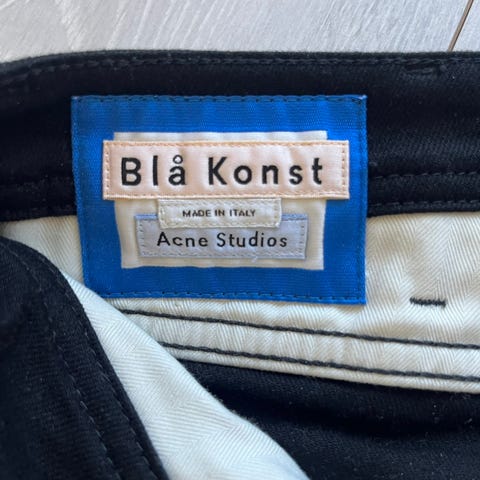 Blå Konst
MADE IN ITALY
Acne Studios